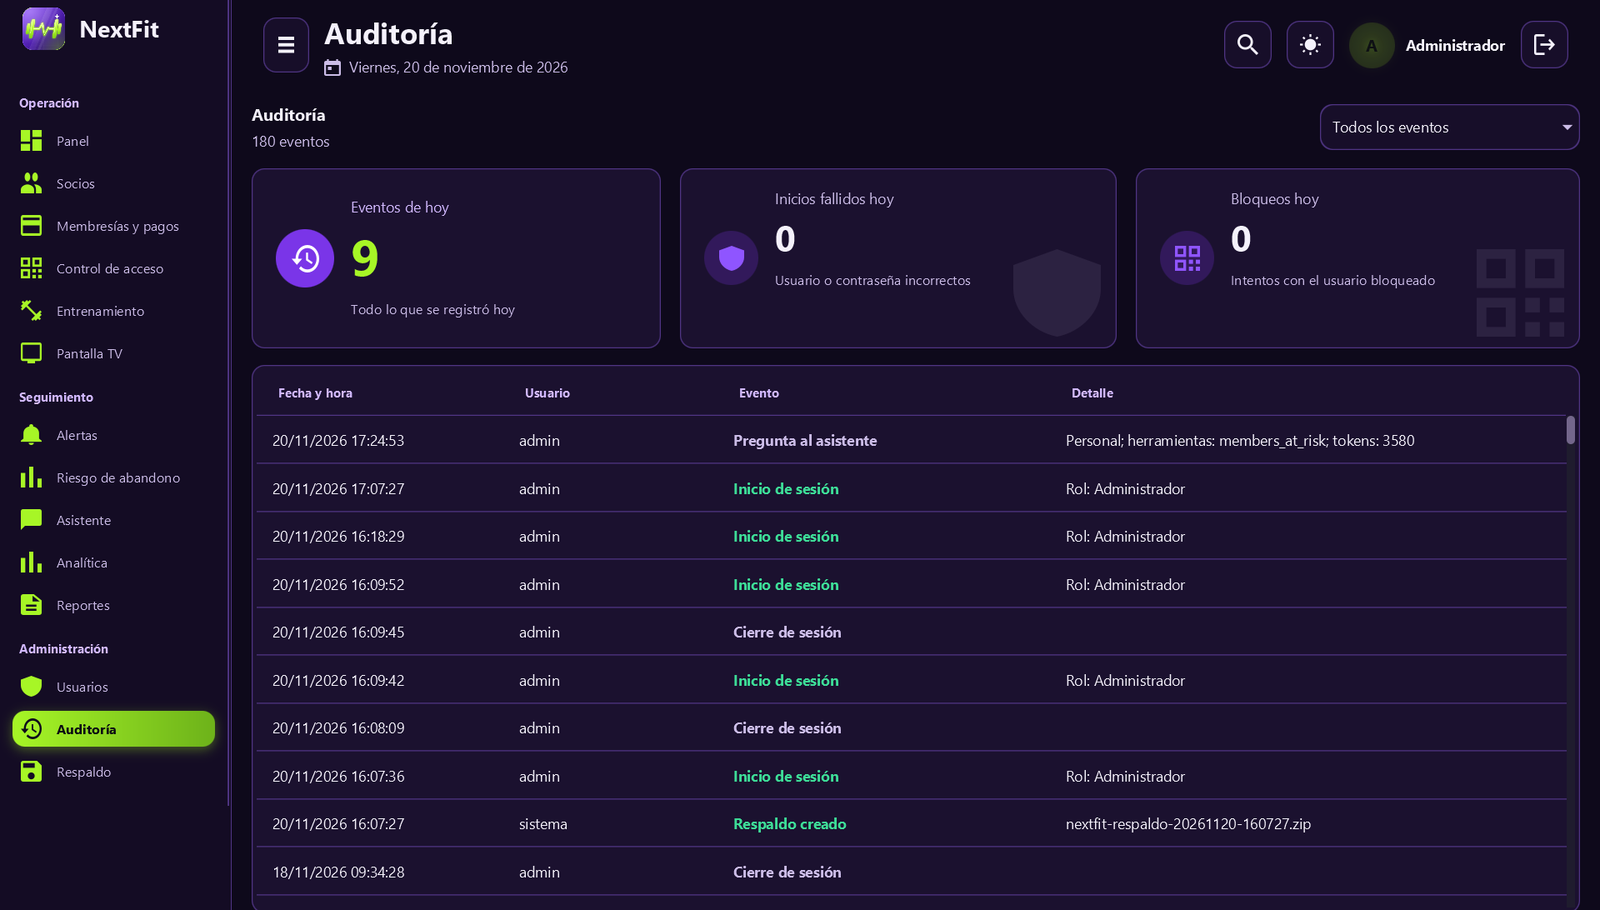 NextFit
Operación
Panel
Socios
Membresías y pagos
Control de acceso
Entrenamiento
Pantalla TV
Seguimiento
Alertas
Riesgo de abandono
Asistente
Analítica
Reportes
Administración
Usuarios
Auditoría
Respaldo
Auditoría
Viernes, 20 de noviembre de 2026
A
Administrador
Auditoría
180 eventos
Todos los eventos
Eventos de hoy
9
Todo lo que se registró hoy
Inicios fallidos hoy
0
Usuario o contraseña incorrectos
Bloqueos hoy
0
Intentos con el usuario bloqueado
Fecha y hora Usuario Evento Detalle
20/11/2026 17:24:53 admin Pregunta al asistente Personal; herramientas: members_at_risk; tokens: 3580
20/11/2026 17:07:27 admin Inicio de sesión Rol: Administrador
20/11/2026 16:18:29 admin Inicio de sesión Rol: Administrador
20/11/2026 16:09:52 admin Inicio de sesión Rol: Administrador
20/11/2026 16:09:45 admin Cierre de sesión
20/11/2026 16:09:42 admin Inicio de sesión Rol: Administrador
20/11/2026 16:08:09 admin Cierre de sesión
20/11/2026 16:07:36 admin Inicio de sesión Rol: Administrador
20/11/2026 16:07:27 sistema Respaldo creado nextfit-respaldo-20261120-160727.zip
18/11/2026 09:34:28 admin Cierre de sesión